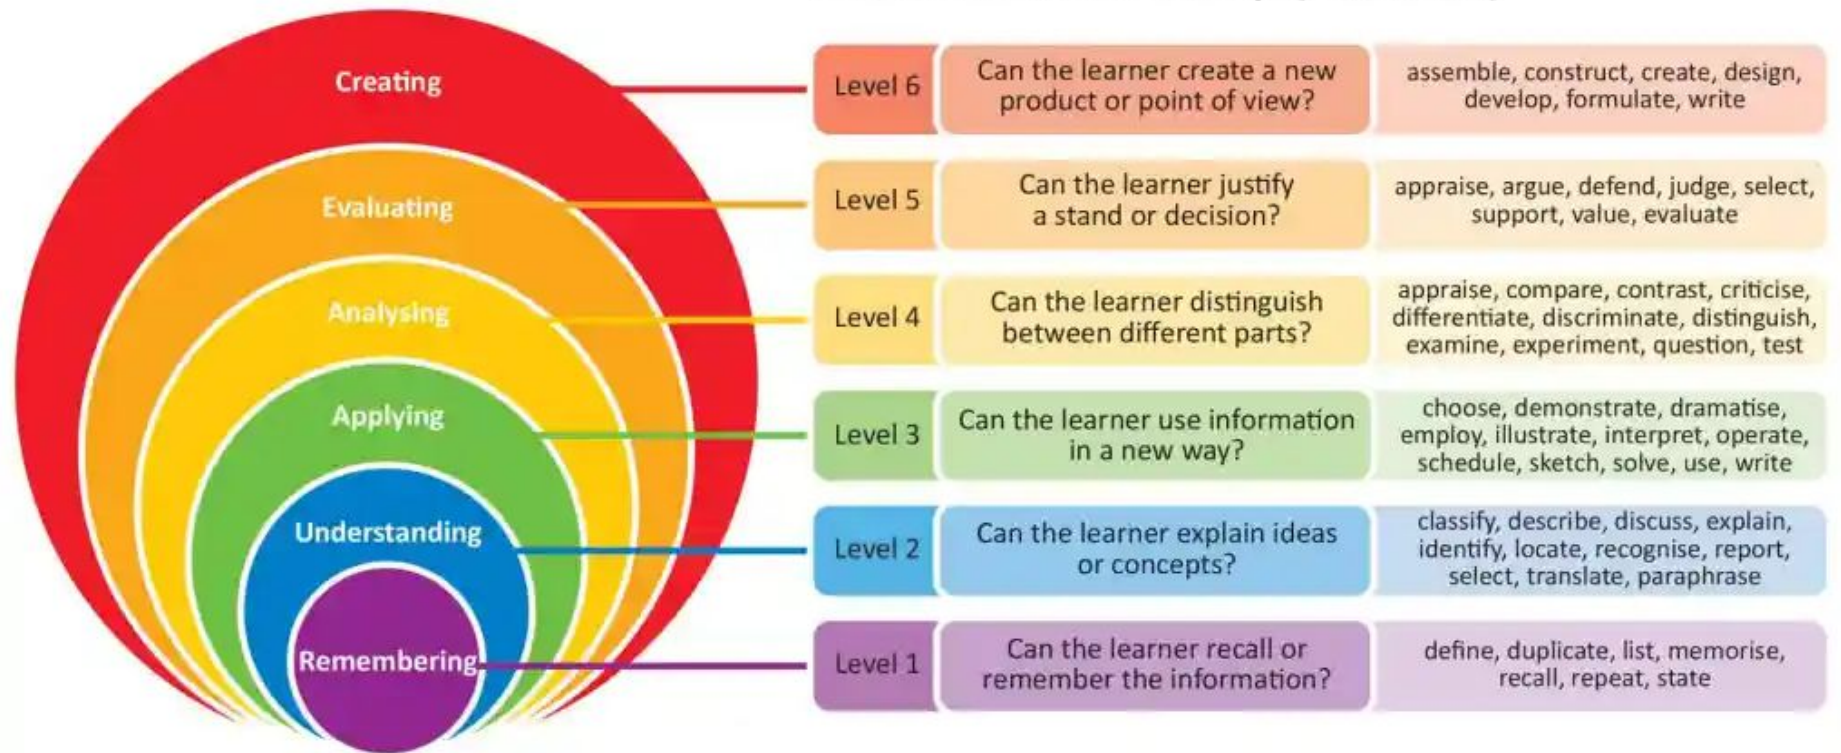 Creating
Level 6
Can the learner create a new
product or point of view?
assemble, construct, create, design,
develop, formulate, write
Evaluating
Level 5
Can the learner justify
a stand or decision?
appraise, argue, defend, judge, select,
support, value, evaluate
Analysing
Level 4
Can the learner distinguish
between different parts?
appraise, compare, contrast, criticise,
differentiate, discriminate, distinguish,
examine, experiment, question, test
Applying
Level 3
Can the learner use information
in a new way?
choose, demonstrate, dramatise,
employ, illustrate, interpret, operate,
schedule, sketch, solve, use, write
Understanding
Level 2
Can the learner explain ideas
or concepts?
classify, describe, discuss, explain,
identify, locate, recognise, report,
select, translate, paraphrase
Remembering
Level 1
Can the learner recall or
remember the information?
define, duplicate, list, memorise,
recall, repeat, state